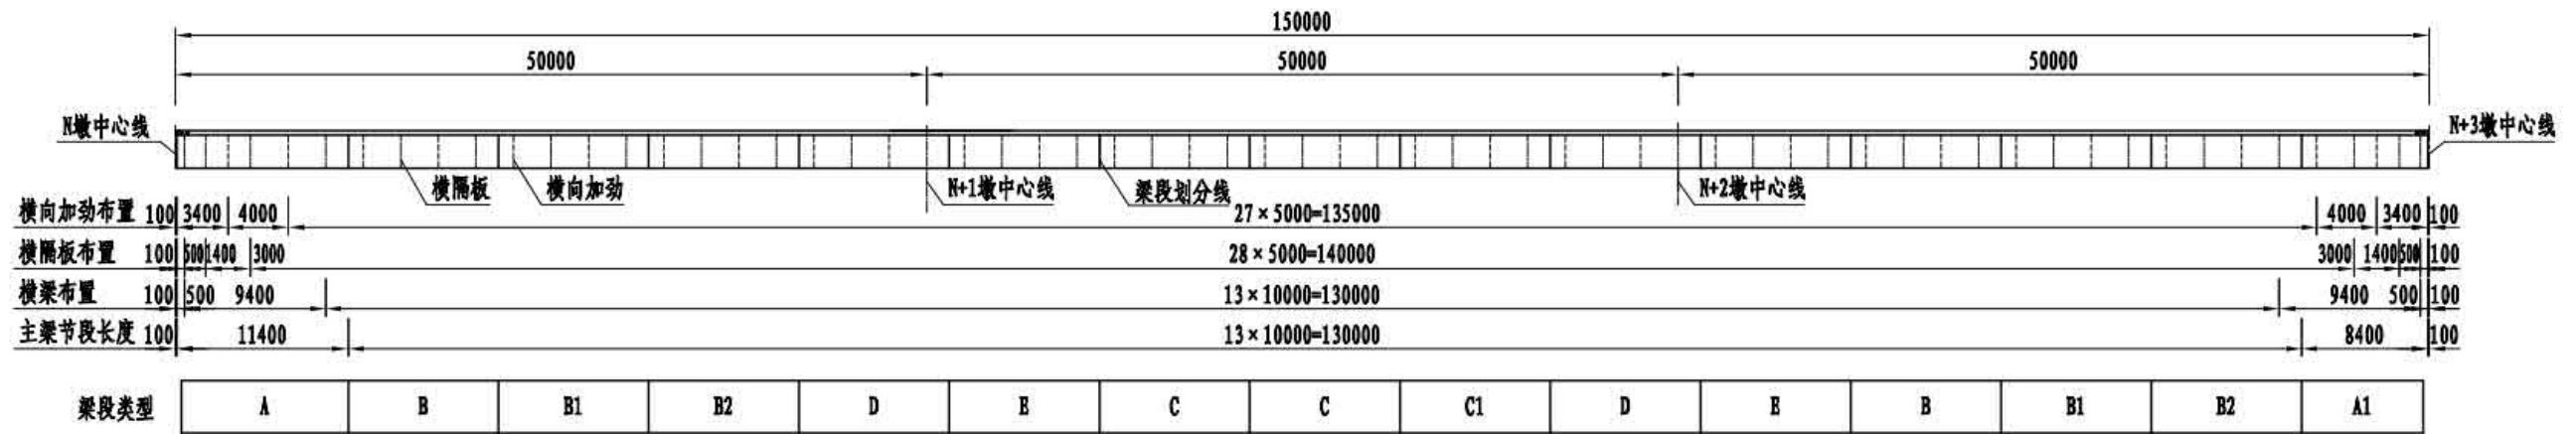 150000
50000 50000 50000
N墩中心线 N+3墩中心线
横隔板 横向加劲 N+1墩中心线 梁段划分线 N+2墩中心线
横向加劲布置 100 3400 4000 27×5000=135000 4000 3400 100
横隔板布置 100 500 1400 3000 28×5000=140000 3000 1400 500 100
横梁布置 100 500 9400 13×10000=130000 9400 500 100
主梁节段长度 100 11400 13×10000=130000 8400 100
梁段类型 A B B1 B2 D E C C C1 D E B B1 B2 A1